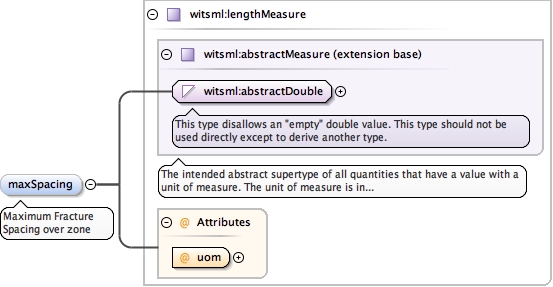 witsml:lengthMeasure
witsml:abstractMeasure (extension base)
witsml:abstractDouble
This type disallows an "empty" double value. This type should not be
used directly except to derive another type.
The intended abstract supertype of all quantities that have a value with a
unit of measure. The unit of measure is in...
maxSpacing
Maximum Fracture
Spacing over zone
@ Attributes
@ uom